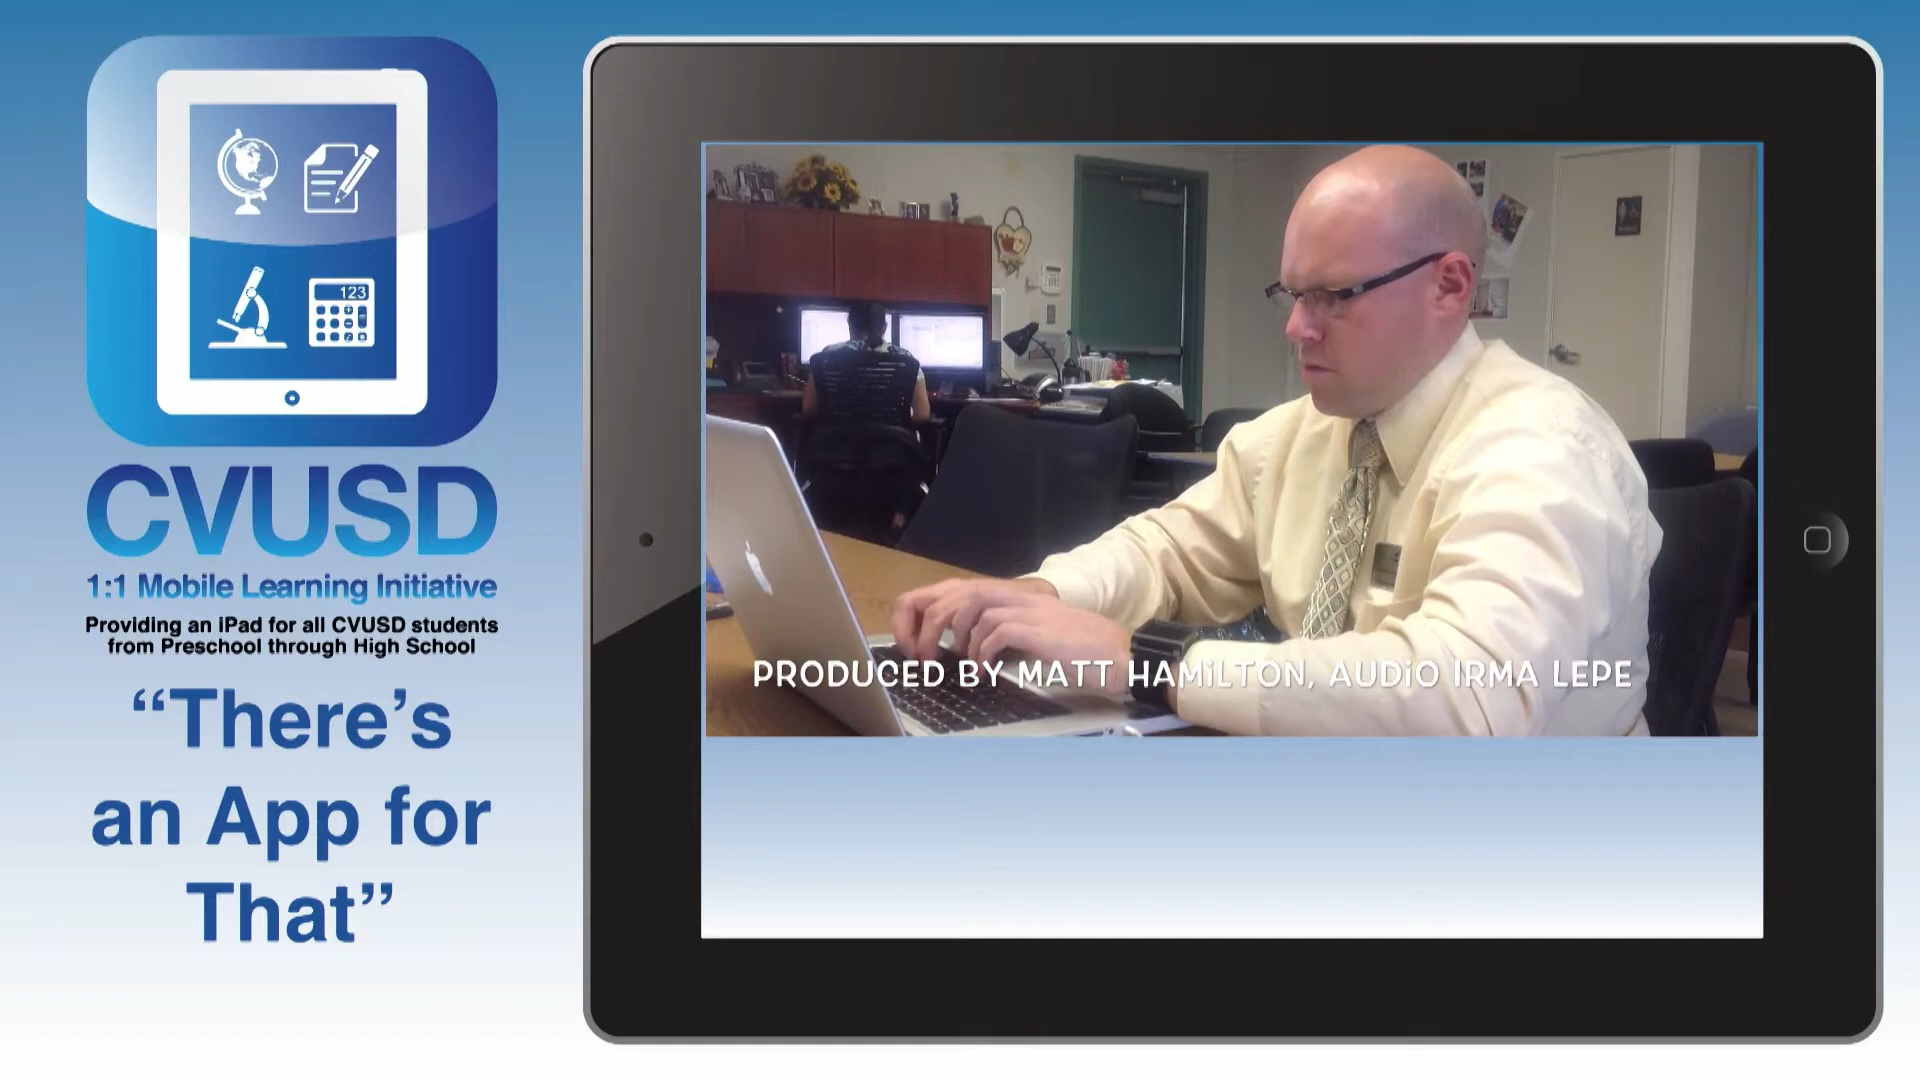 123
CVUSD
1:1 Mobile Learning Initiative
Providing an iPad for all CVUSD students
from Preschool through High School
“There’s
an App for
That”
PRODUCED BY MATT HAMiLTON, AUDiO IRMA LEPE